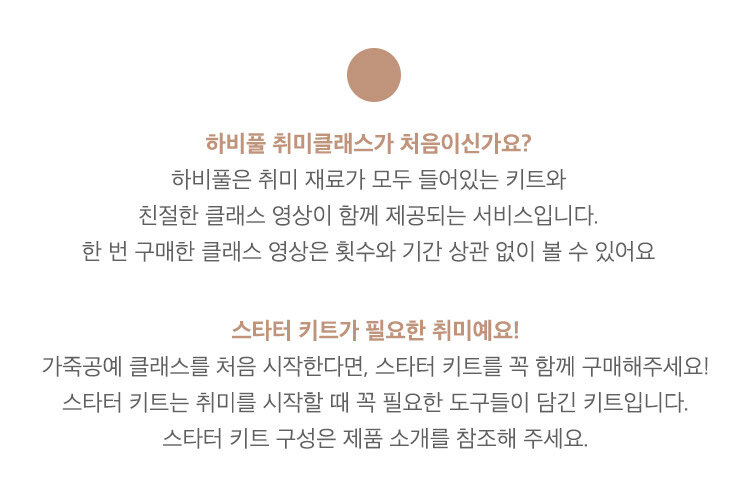 하비풀 취미클래스가 처음이신가요?
하비풀은 취미 재료가 모두 들어있는 키트와
친절한 클래스 영상이 함께 제공되는 서비스입니다.
한 번 구매한 클래스 영상은 횟수와 기간 상관 없이 볼 수 있어요
스타터 키트가 필요한 취미예요!
가죽공예 클래스를 처음 시작한다면, 스타터 키트를 꼭 함께 구매해주세요!
스타터 키트는 취미를 시작할 때 꼭 필요한 도구들이 담긴 키트입니다.
스타터 키트 구성은 제품 소개를 참조해 주세요.